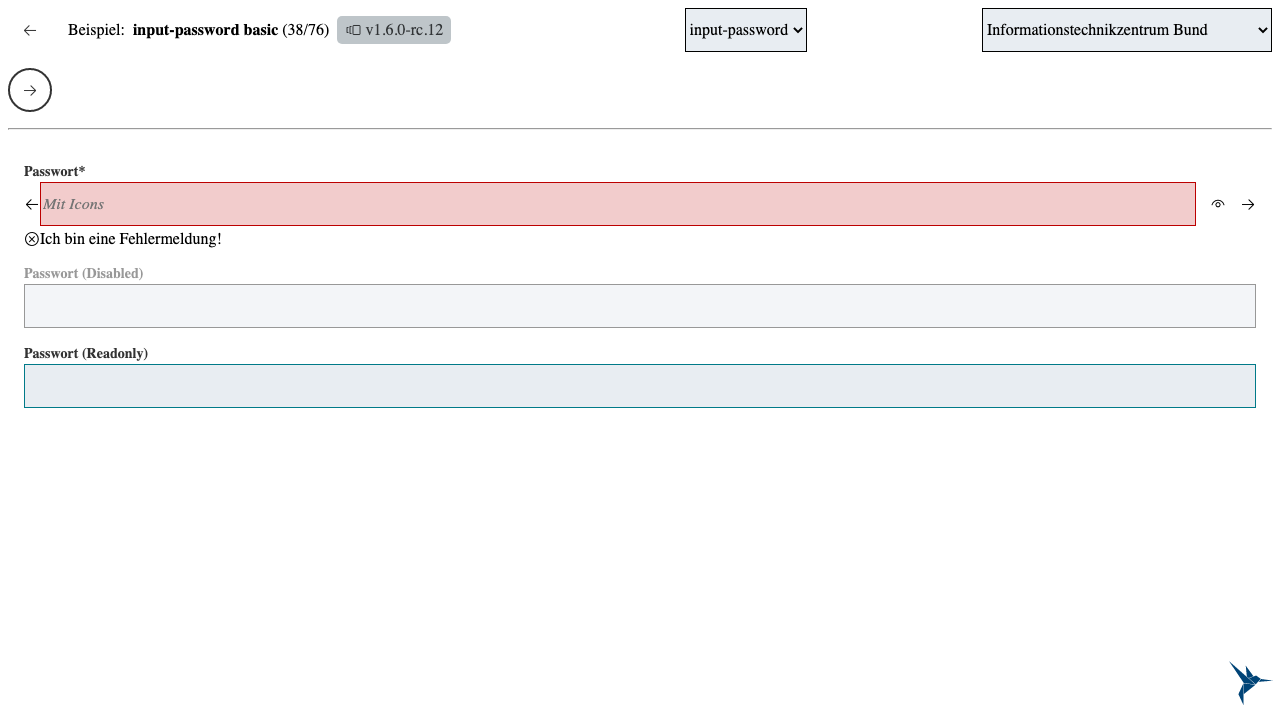 Beispiel: input-password basic (38/76) v1.6.0-rc.12 input-password Informationstechnikzentrum Bund
Passwort*
Mit Icons
Ich bin eine Fehlermeldung!
Passwort (Disabled)
Passwort (Readonly)